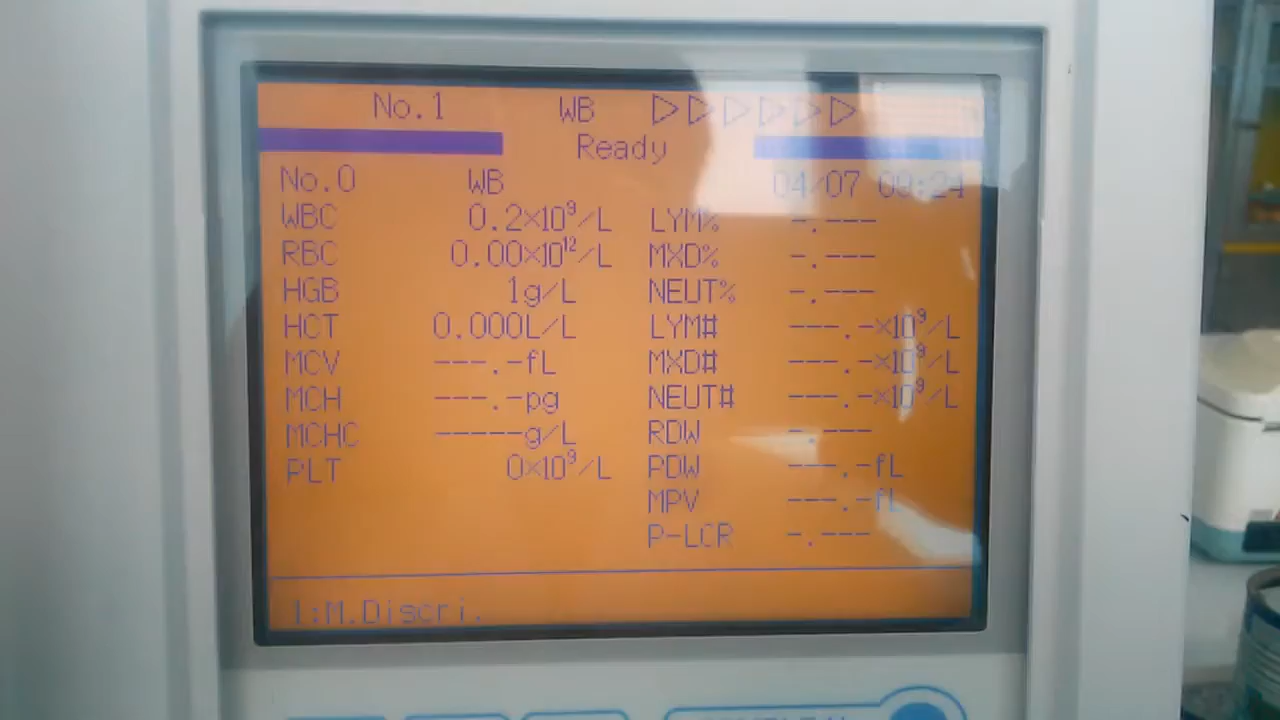 No.1 WB ▷▷▷▷▷▷
Ready
No.0 WB 04/07 09:24
WBC 0.2×10⁹/L LYM% -.---
RBC 0.00×10¹²/L MXD% -.---
HGB 1g/L NEUT% -.---
HCT 0.000L/L LYM# ---.-×10⁹/L
MCV ---.-fL MXD# ---.-×10⁹/L
MCH ---.-pg NEUT# ---.-×10⁹/L
MCHC -----g/L RDW -.---
PLT 0×10⁹/L PDW ---.-fL
MPV ---.-fL
P-LCR -.---
1:M.Discri.